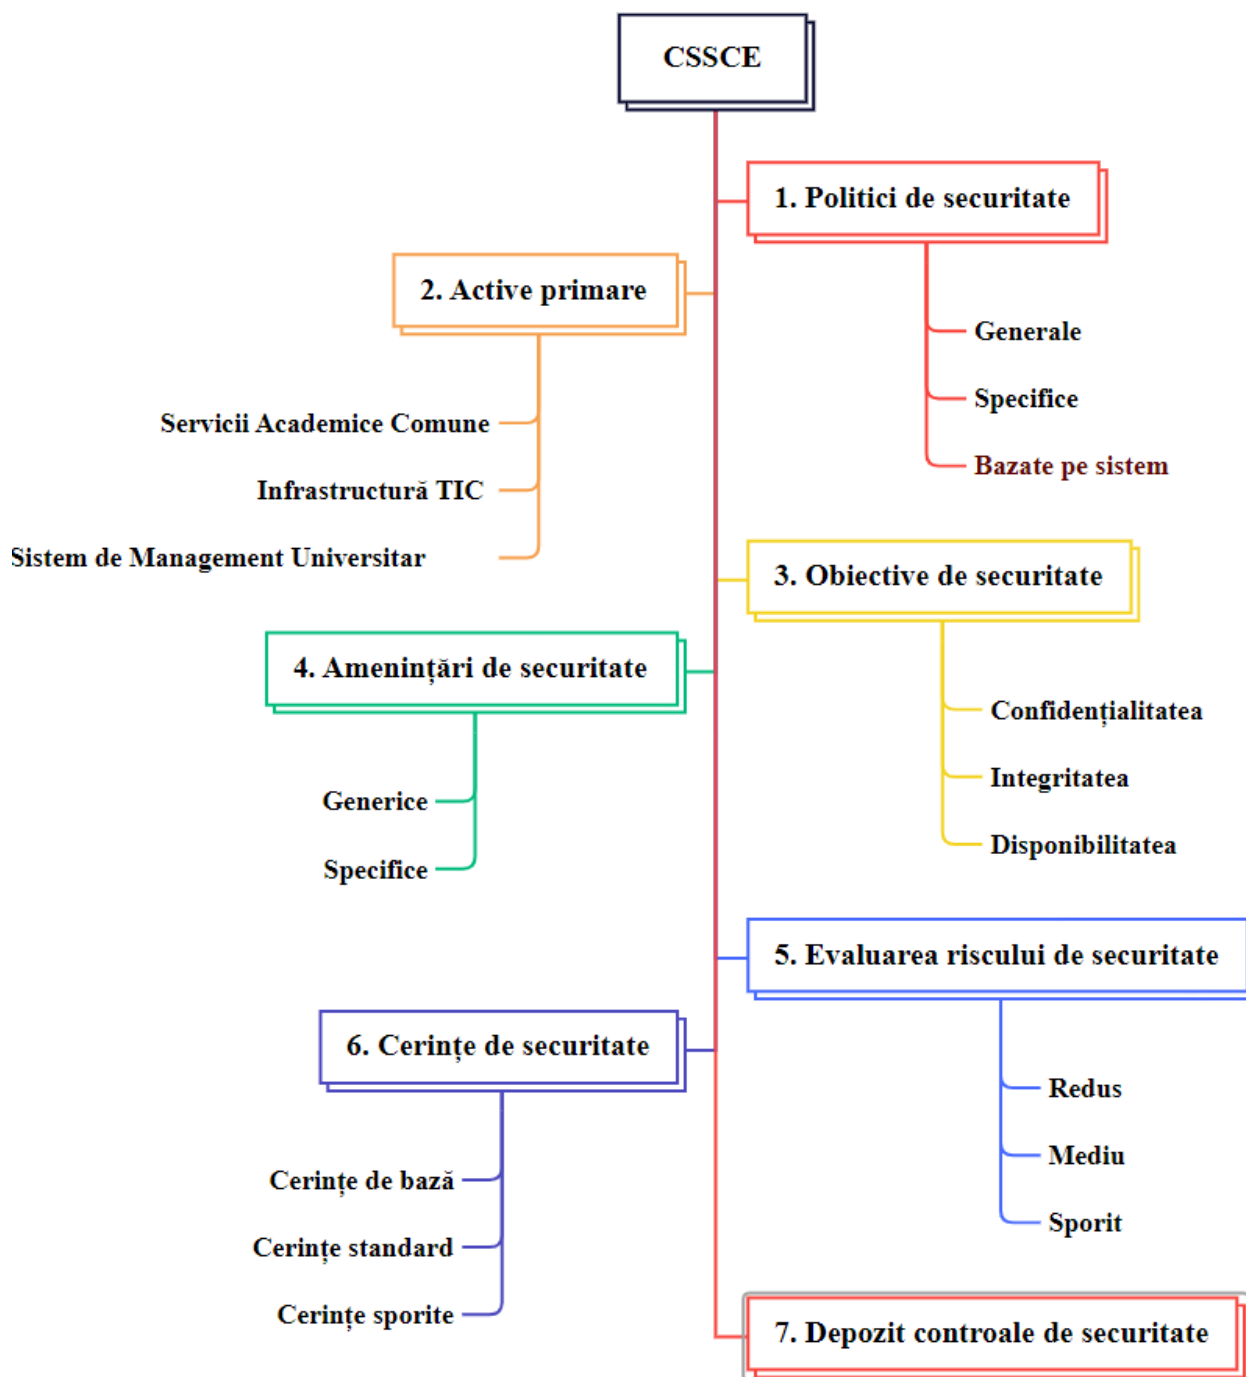 CSSCE
1. Politici de securitate
Generale
Specifice
Bazate pe sistem
2. Active primare
Servicii Academice Comune
Infrastructură TIC
Sistem de Management Universitar
3. Obiective de securitate
Confidențialitatea
Integritatea
Disponibilitatea
4. Amenințări de securitate
Generice
Specifice
5. Evaluarea riscului de securitate
Redus
Mediu
Sporit
6. Cerințe de securitate
Cerințe de bază
Cerințe standard
Cerințe sporite
7. Depozit controale de securitate